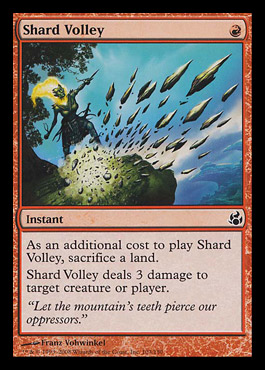 Shard Volley
Instant
As an additional cost to play Shard
Volley, sacrifice a land.
Shard Volley deals 3 damage to
target creature or player.
"Let the mountain's teeth pierce our
oppressors."
Franz Vohwinkel